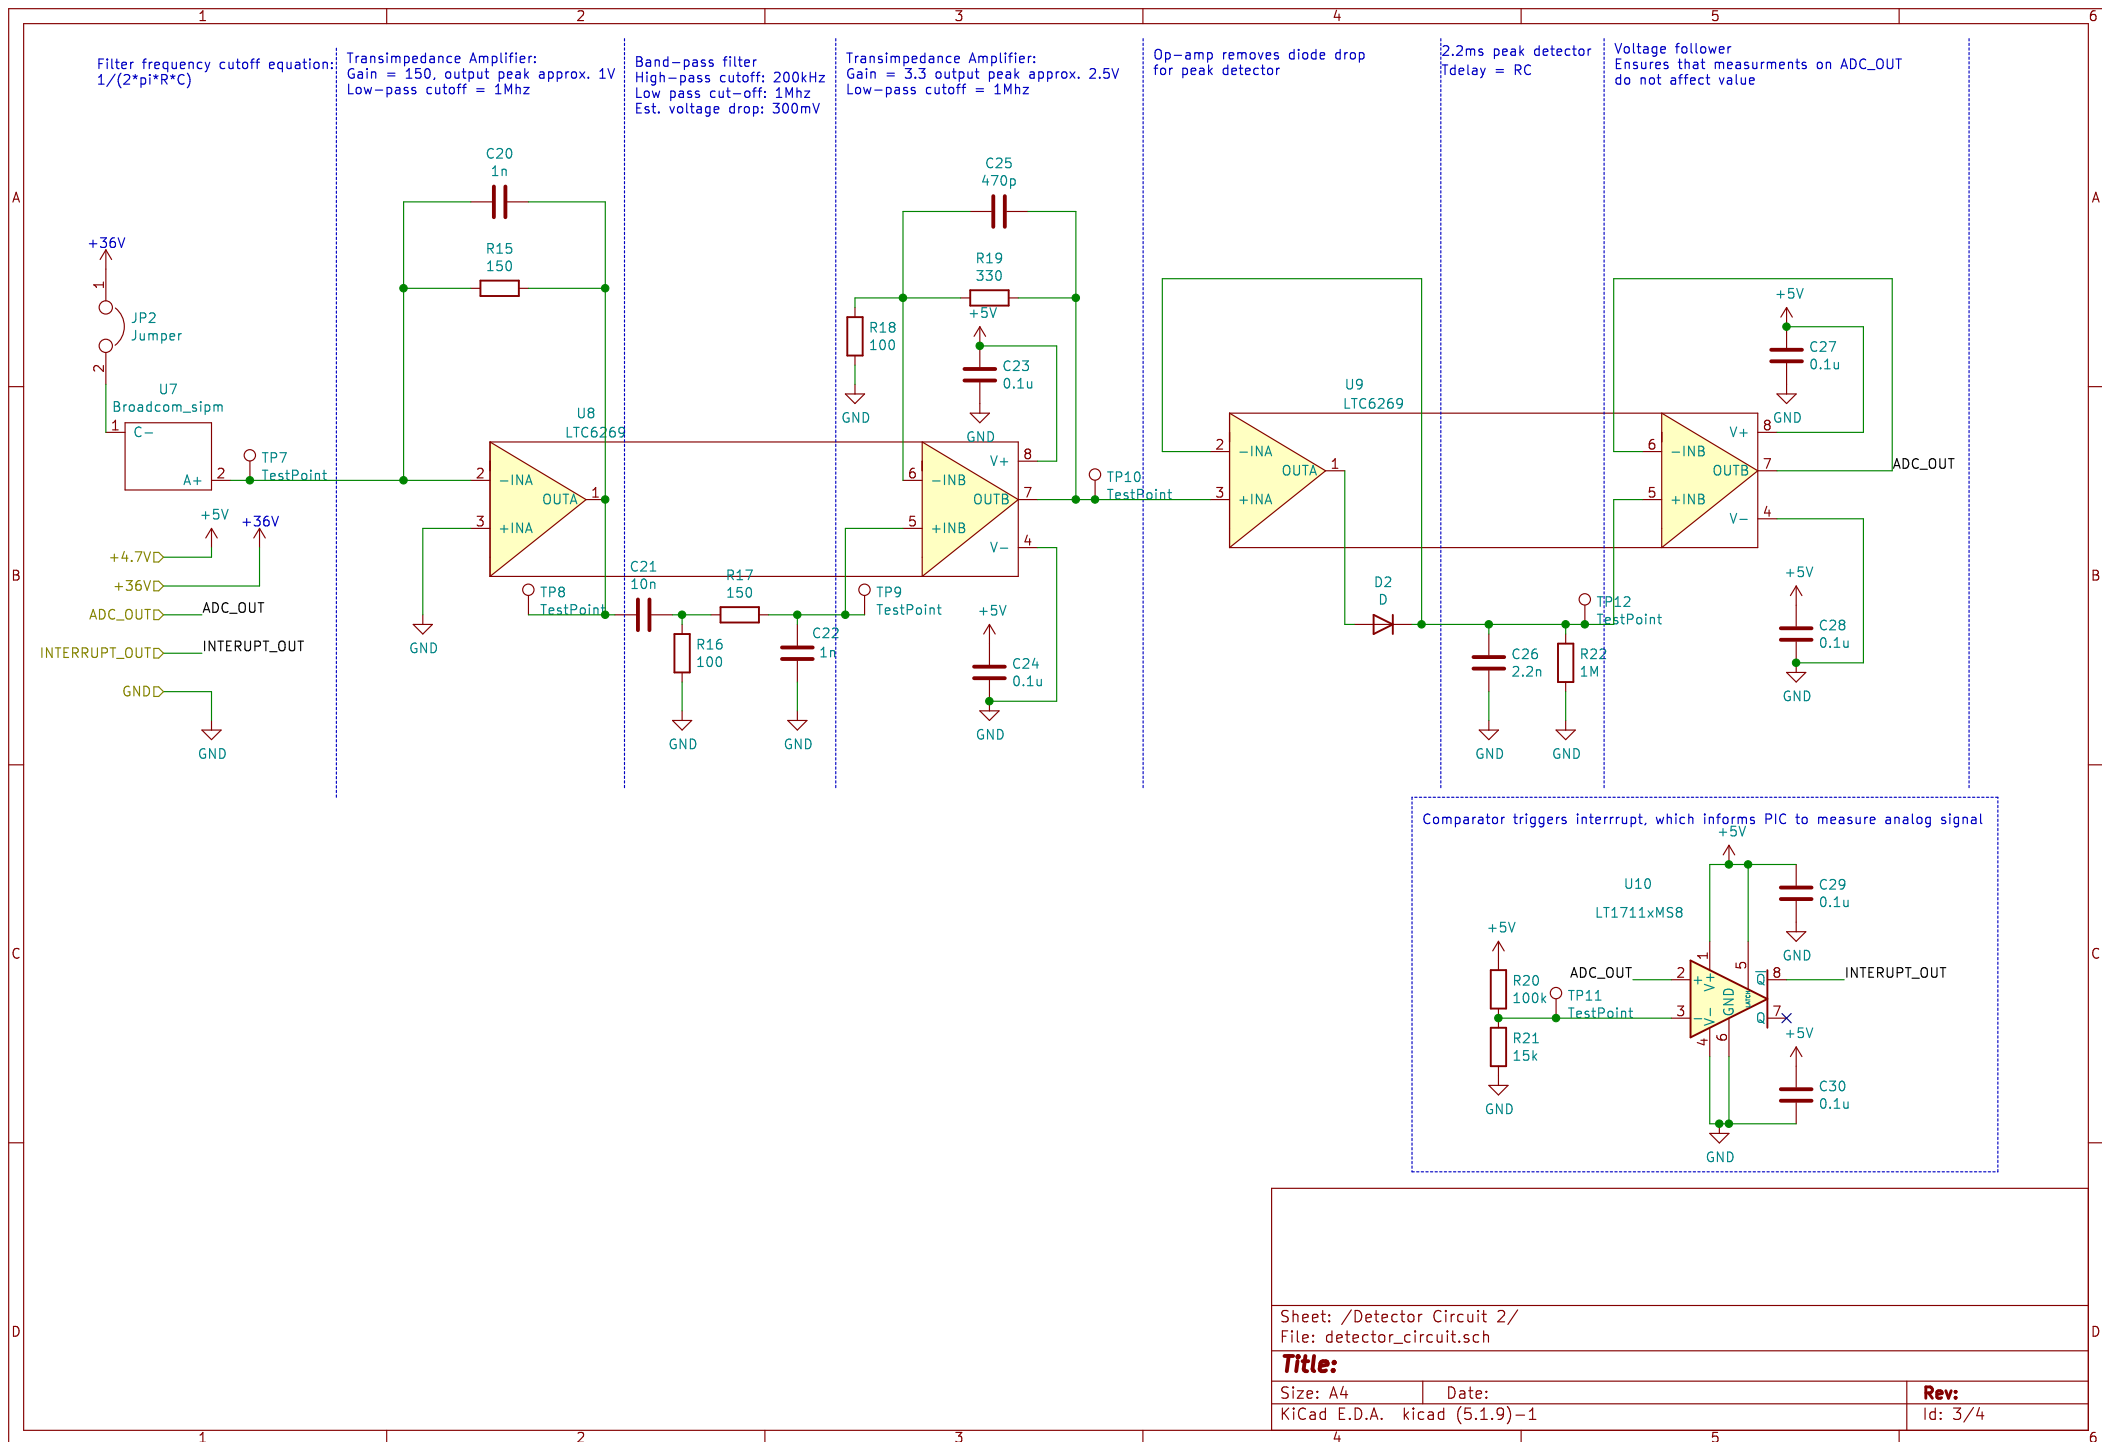 1 2 3 4 5 6
Filter frequency cutoff equation:
1/(2*pi*R*C)
Transimpedance Amplifier:
Gain = 150, output peak approx. 1V
Low-pass cutoff = 1Mhz
Band-pass filter
High-pass cutoff: 200kHz
Low pass cut-off: 1Mhz
Est. voltage drop: 300mV
Transimpedance Amplifier:
Gain = 3.3 output peak approx. 2.5V
Low-pass cutoff = 1Mhz
Op-amp removes diode drop
for peak detector
2.2ms peak detector
Tdelay = RC
Voltage follower
Ensures that measurments on ADC_OUT
do not affect value
A
A
+36V
1
JP2
Jumper
2
U7
Broadcom_sipm
1
C-
A+
2
TP7
TestPoint
+5V
+36V
+4.7V
+36V
ADC_OUT
ADC_OUT
INTERRUPT_OUT
INTERUPT_OUT
GND
GND
C20
1n
R15
150
U8
LTC6269
2
-INA
3
+INA
OUTA
1
GND
TP8
TestPoint
C21
10n
R16
100
GND
R17
150
C22
1n
GND
TP9
TestPoint
C25
470p
R19
330
R18
100
GND
+5V
C23
0.1u
GND
6
-INB
5
+INB
OUTB
V+
8
7
V-
4
+5V
C24
0.1u
GND
TP10
TestPoint
U9
LTC6269
2
-INA
3
+INA
OUTA
1
D2
D
C26
2.2n
GND
R22
1M
GND
TP12
TestPoint
+5V
C27
0.1u
GND
6
-INB
5
+INB
OUTB
V+
8
7
V-
4
ADC_OUT
+5V
C28
0.1u
GND
B
B
Comparator triggers interrrupt, which informs PIC to measure analog signal
+5V
U10
LT1711xMS8
C29
0.1u
GND
+5V
R20
100k
R21
15k
GND
TP11
TestPoint
ADC_OUT
2
3
+
-
V+
V-
GND
LATCH
1
5
4
6
Q
8
Q
7
INTERUPT_OUT
+5V
C30
0.1u
GND
C
C
D
D
Sheet: /Detector Circuit 2/
File: detector_circuit.sch
Title:
Size: A4
Date:
Rev:
KiCad E.D.A. kicad (5.1.9)-1
Id: 3/4
1 2 3 4 5 6